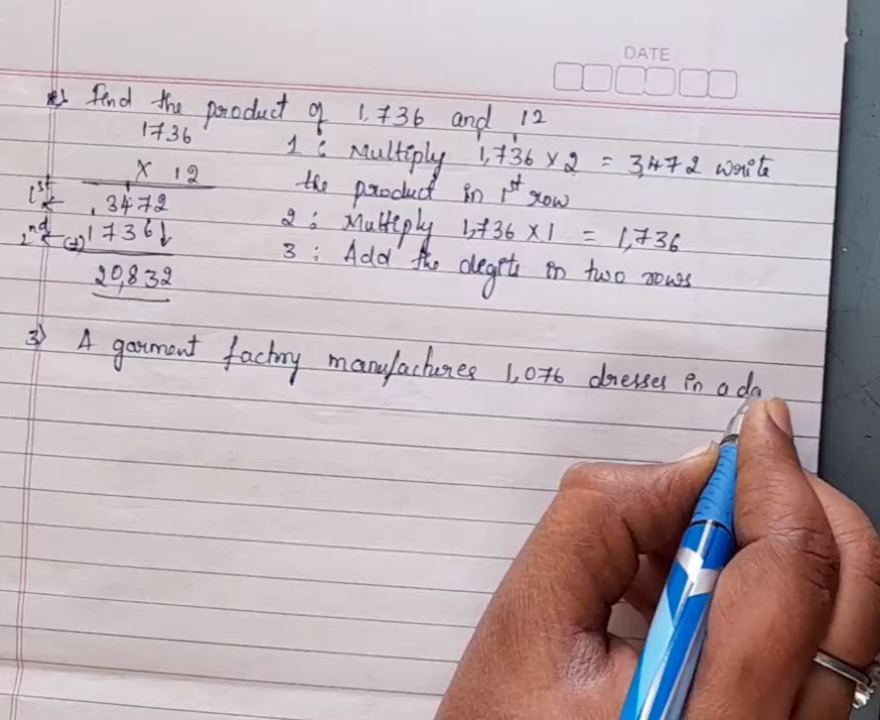 DATE
Find the product of 1,736 and 12
1736
X 12
1st 3472
2nd (+) 1736↓
20,832
1 : Multiply 1,736 x 2 = 3,472 write
the product in 1st row
2 : Multiply 1,736 x 1 = 1,736
3 : Add the degits in two rows
3) A garment factory manufactures 1,076 dresses in a da